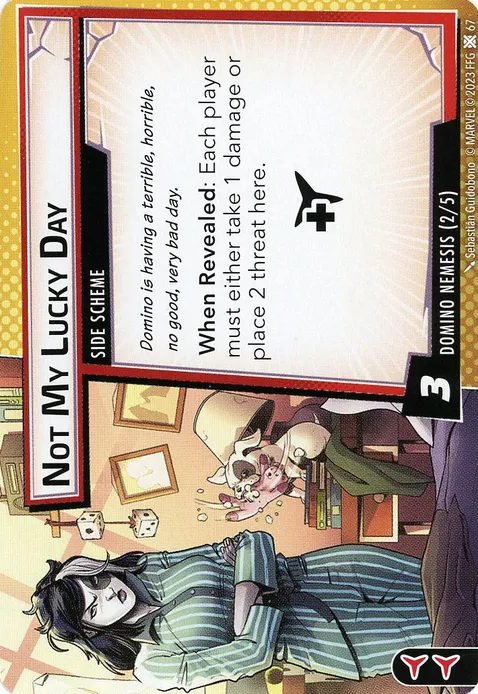 NOT MY LUCKY DAY
SIDE SCHEME
Domino is having a terrible, horrible,
no good, very bad day.
When Revealed: Each player
must either take 1 damage or
place 2 threat here.
3
DOMINO NEMESIS (2/5)
Sebastián Guidobono © MARVEL © 2023 FFG 67